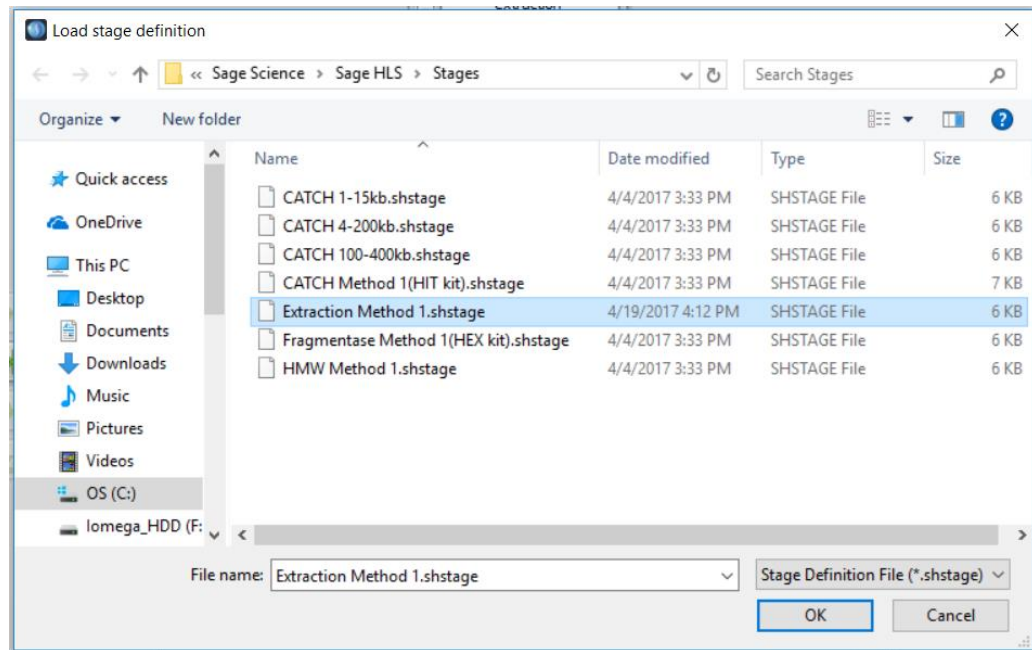 Load stage definition
« Sage Science › Sage HLS › Stages
Search Stages
Organize
New folder
Name Date modified Type Size
Quick access
OneDrive
This PC
Desktop
Documents
Downloads
Music
Pictures
Videos
OS (C:)
Iomega_HDD (F:
CATCH 1-15kb.shstage 4/4/2017 3:33 PM SHSTAGE File 6 KB
CATCH 4-200kb.shstage 4/4/2017 3:33 PM SHSTAGE File 6 KB
CATCH 100-400kb.shstage 4/4/2017 3:33 PM SHSTAGE File 6 KB
CATCH Method 1(HIT kit).shstage 4/4/2017 3:33 PM SHSTAGE File 7 KB
Extraction Method 1.shstage 4/19/2017 4:12 PM SHSTAGE File 6 KB
Fragmentase Method 1(HEX kit).shstage 4/4/2017 3:33 PM SHSTAGE File 6 KB
HMW Method 1.shstage 4/4/2017 3:33 PM SHSTAGE File 6 KB
File name: Extraction Method 1.shstage
Stage Definition File (*.shstage)
OK
Cancel